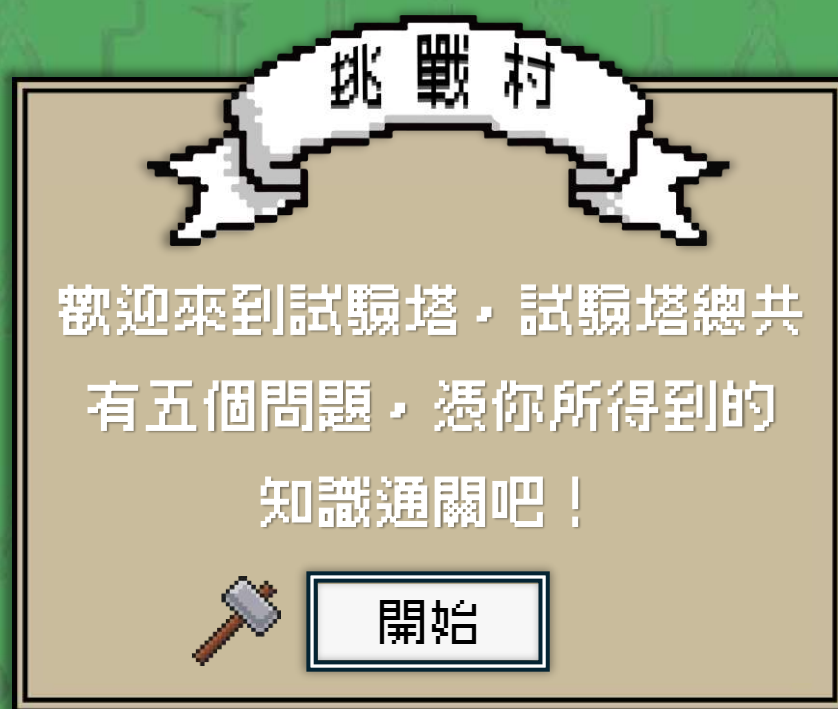 挑戰村
歡迎來到試驗塔，試驗塔總共
有五個問題，憑你所得到的
知識通關吧！
開始